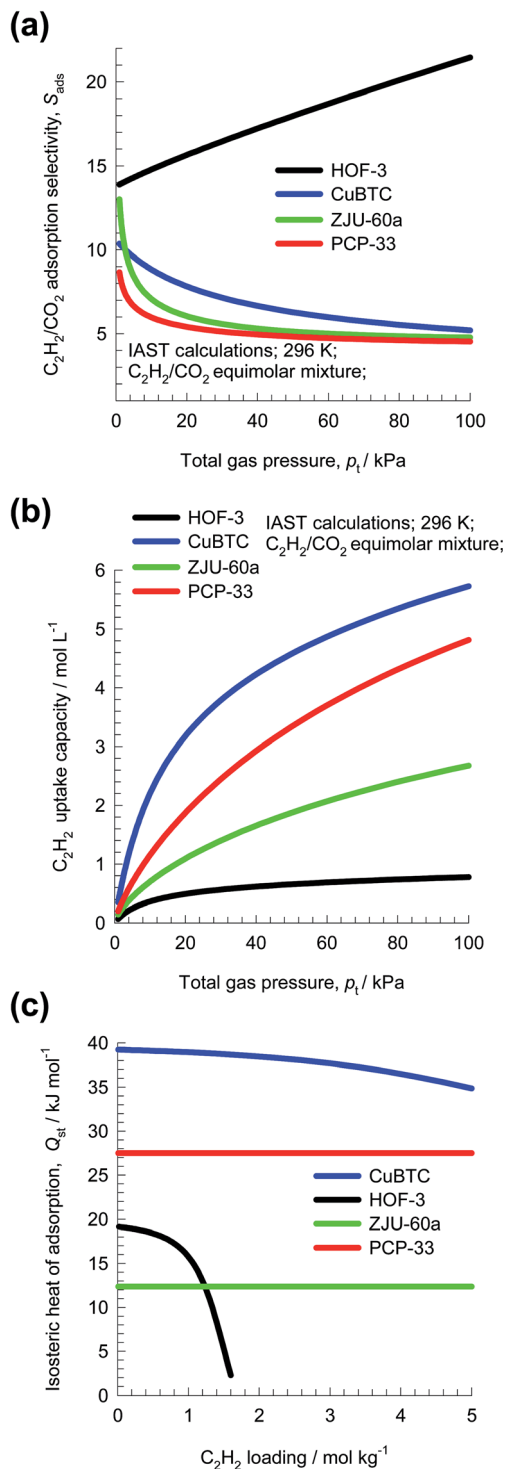 (a)
C₂H₂/CO₂ adsorption selectivity, S_ads
20
15
10
5
HOF-3
CuBTC
ZJU-60a
PCP-33
IAST calculations; 296 K;
C₂H₂/CO₂ equimolar mixture;
0 20 40 60 80 100
Total gas pressure, pₜ / kPa
(b)
HOF-3
CuBTC
ZJU-60a
PCP-33
IAST calculations; 296 K;
C₂H₂/CO₂ equimolar mixture;
C₂H₂ uptake capacity / mol L⁻¹
6
5
4
3
2
1
0
0 20 40 60 80 100
Total gas pressure, pₜ / kPa
(c)
Isosteric heat of adsorption, Q_st / kJ mol⁻¹
40
35
30
25
20
15
10
5
0
CuBTC
HOF-3
ZJU-60a
PCP-33
0 1 2 3 4 5
C₂H₂ loading / mol kg⁻¹